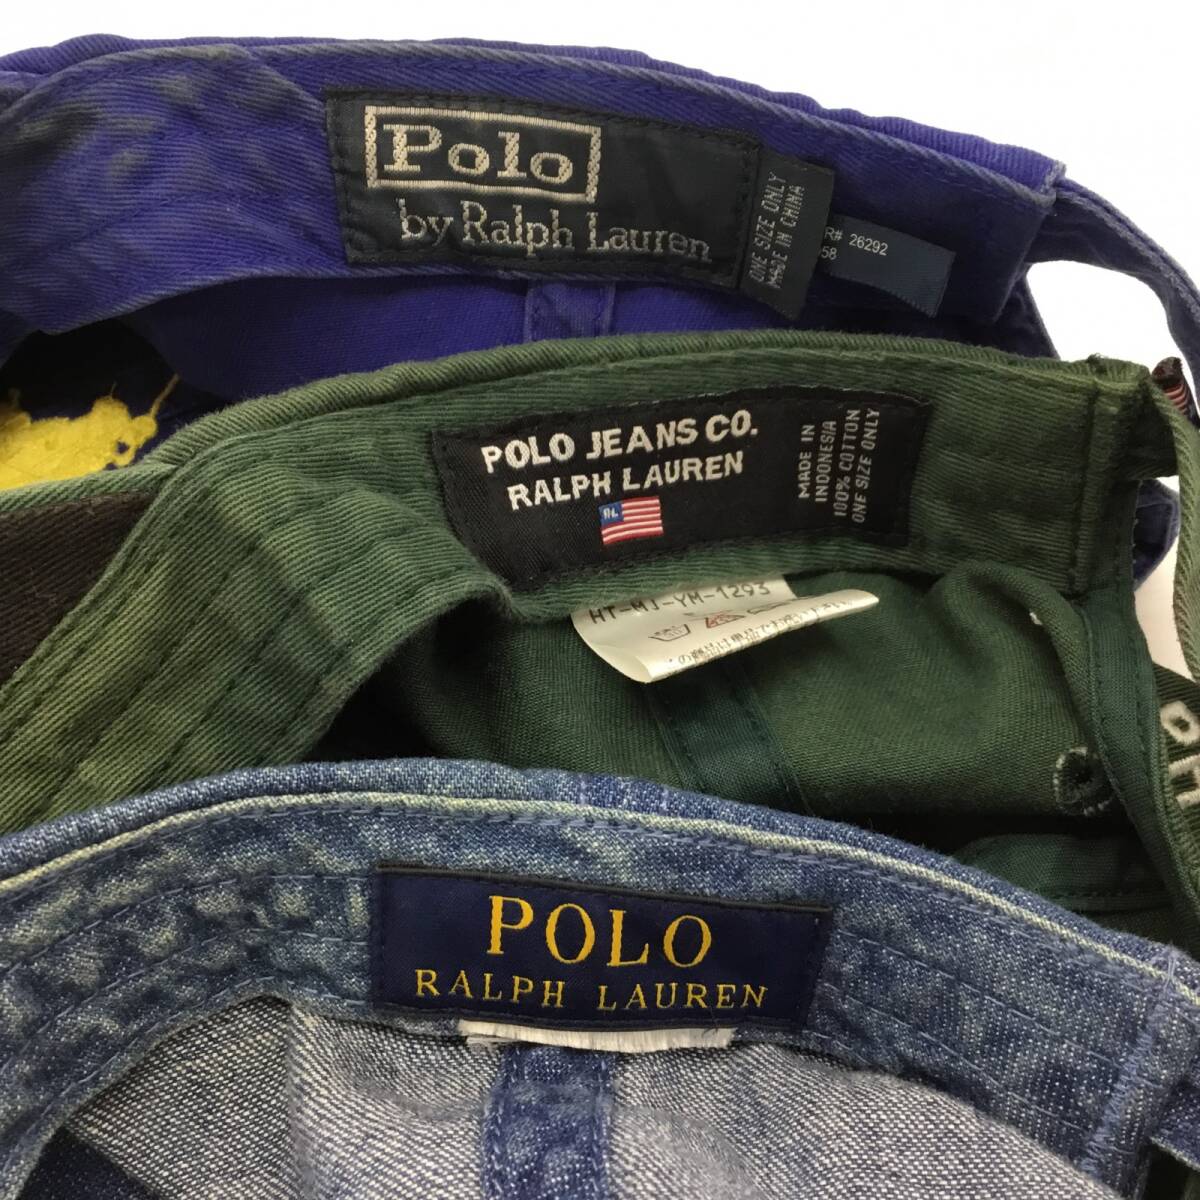 Polo
by Ralph Lauren
ONE SIZE ONLY
MADE IN CHINA
R# 26292
58
POLO JEANS CO.
RALPH LAUREN
RL
MADE IN
INDONESIA
100% COTTON
ONE SIZE ONLY
HT-MJ-YM-1293
POLO
RALPH LAUREN